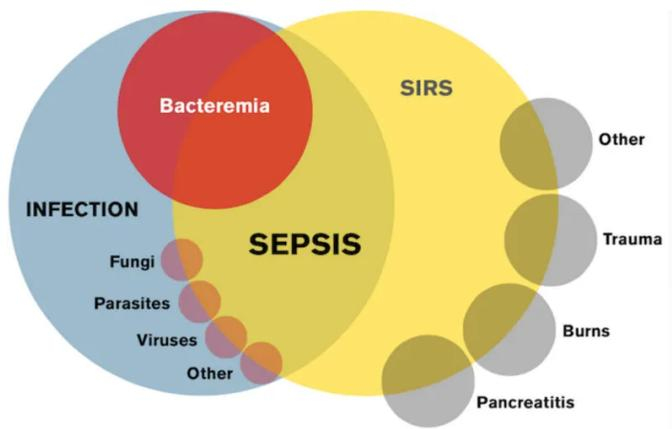 SIRS
Bacteremia
Other
INFECTION
Trauma
SEPSIS
Fungi
Parasites
Viruses
Burns
Other
Pancreatitis